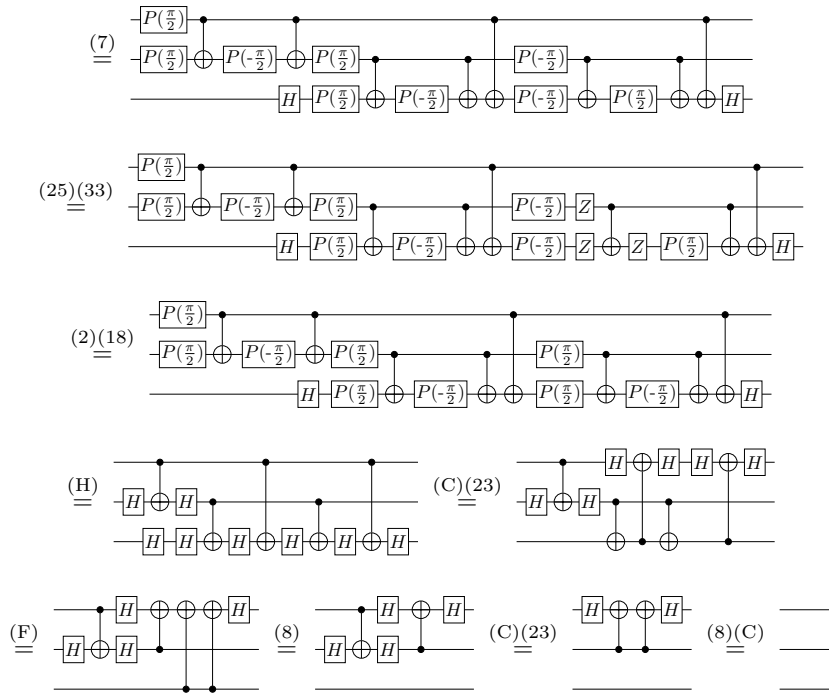 P(π/2)
(7) = P(π/2) P(-π/2) P(π/2) P(-π/2)
H P(π/2) P(-π/2) P(-π/2) P(π/2) H
P(π/2)
(25)(33) = P(π/2) P(-π/2) P(π/2) P(-π/2) Z
H P(π/2) P(-π/2) P(-π/2) Z Z P(π/2) H
P(π/2)
(2)(18) = P(π/2) P(-π/2) P(π/2) P(π/2)
H P(π/2) P(-π/2) P(π/2) P(-π/2) H
H H H H
(H) = H H (C)(23) = H H
H H H H H H
H H H H H H
(F) = H H (8) = H H (C)(23) = (8)(C) =